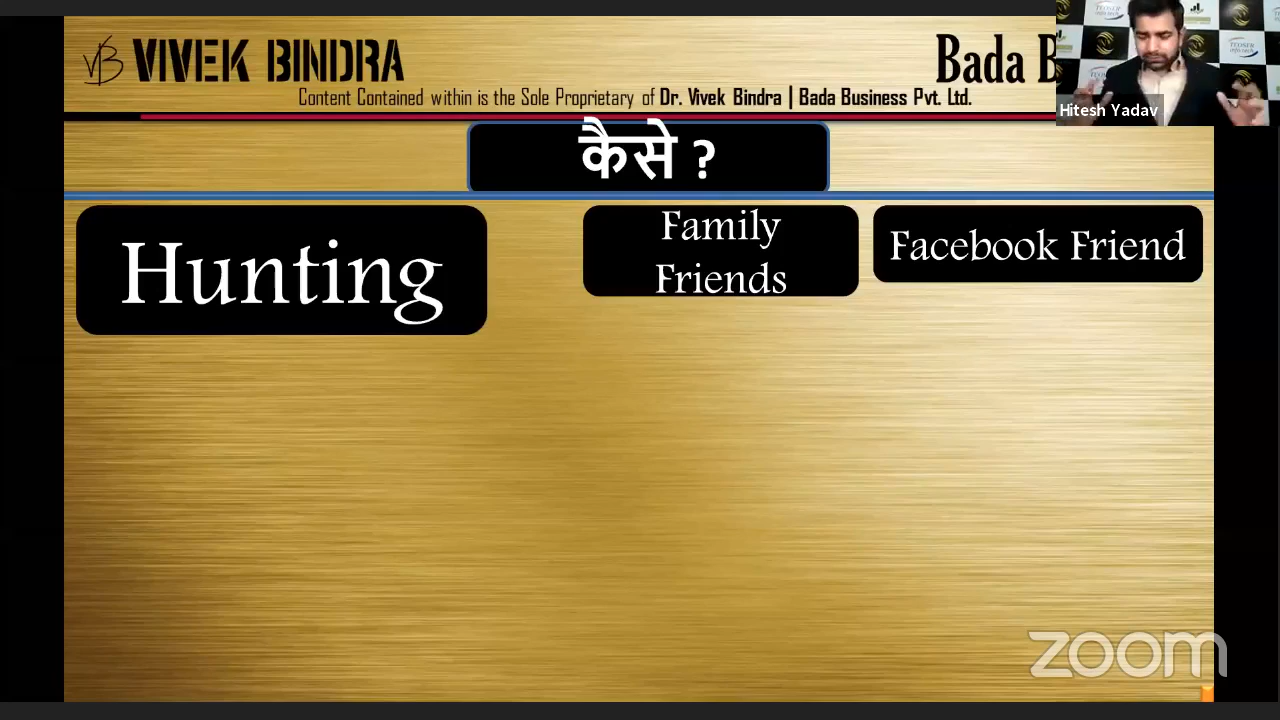 VB VIVEK BINDRA
Bada B
Content Contained within is the Sole Proprietary of Dr. Vivek Bindra | Bada Business Pvt. Ltd.
Hitesh Yadav
कैसे ?
Hunting
Family
Friends
Facebook Friend
zoom